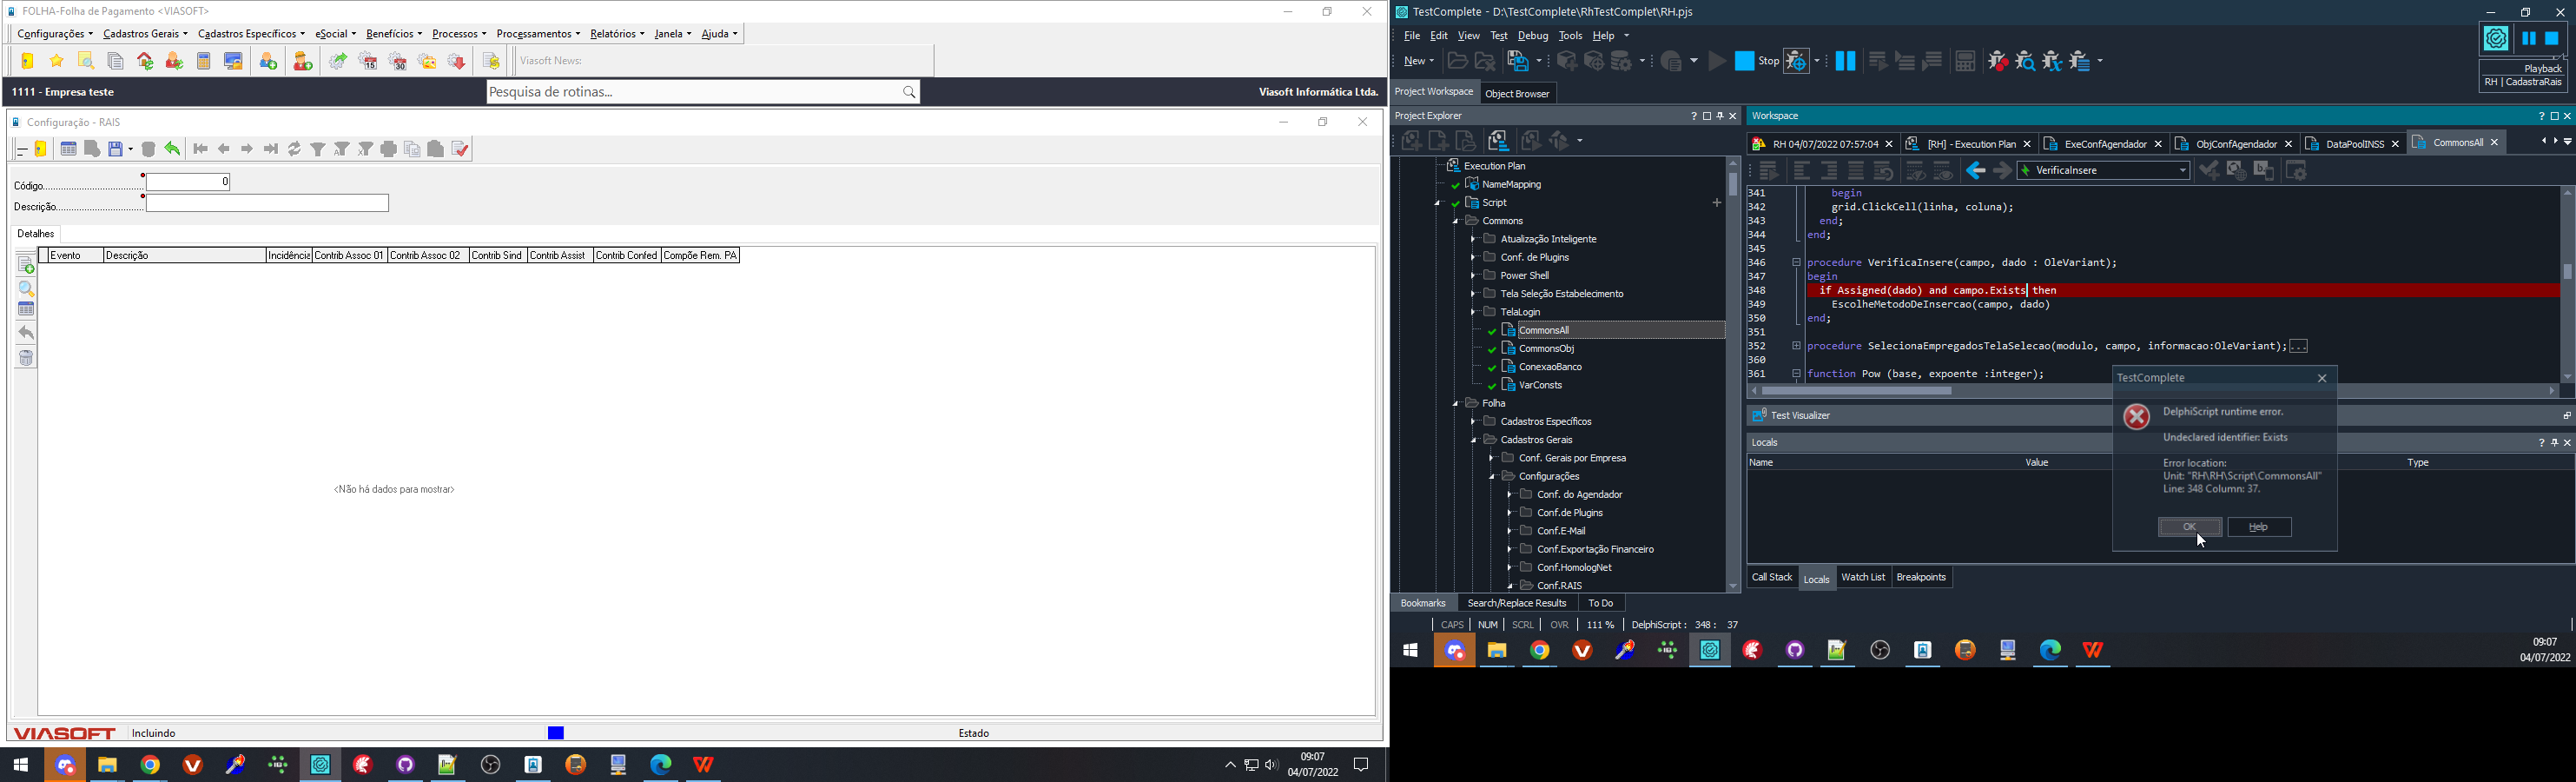 FOLHA-Folha de Pagamento <VIASOFT>
Configurações Cadastros Gerais Cadastros Específicos eSocial Benefícios Processos Processamentos Relatórios Janela Ajuda
15 30 Viasoft News:
1111 - Empresa teste Pesquisa de rotinas... Viasoft Informática Ltda.
Configuração - RAIS
Código 0
Descrição
Detalhes
Evento Descrição Incidência Contrib Assoc 01 Contrib Assoc 02 Contrib Sind Contrib Assist Contrib Confed Compõe Rem. PA
<Não há dados para mostrar>
VIASOFT Incluindo Estado
09:07
04/07/2022
TestComplete - D:\TestComplete\RhTestComplet\RH.pjs
File Edit View Test Debug Tools Help
New Stop
Playback
RH | CadastraRais
Project Workspace Object Browser
Project Explorer
Execution Plan
NameMapping
Script
Commons
Atualização Inteligente
Conf. de Plugins
Power Shell
Tela Seleção Estabelecimento
TelaLogin
CommonsAll
CommonsObj
ConexaoBanco
VarConsts
Folha
Cadastros Específicos
Cadastros Gerais
Conf. Gerais por Empresa
Configurações
Conf. do Agendador
Conf.de Plugins
Conf.E-Mail
Conf.Exportação Financeiro
Conf.HomologNet
Conf.RAIS
Bookmarks Search/Replace Results To Do
Workspace
RH 04/07/2022 07:57:04 [RH] - Execution Plan ExeConfAgendador ObjConfAgendador DataPoolINSS CommonsAll
VerificaInsere
341 begin
342 grid.ClickCell(linha, coluna);
343 end;
344 end;
345
346 procedure VerificaInsere(campo, dado : OleVariant);
347 begin
348 if Assigned(dado) and campo.Exists then
349 EscolheMetodoDeInsercao(campo, dado)
350 end;
351
352 procedure SelecionaEmpregadosTelaSelecao(modulo, campo, informacao:OleVariant);...
360
361 function Pow (base, expoente :integer);
Test Visualizer
Locals
Name Value Type
TestComplete
DelphiScript runtime error.
Undeclared identifier: Exists
Error location:
Unit: "RH\RH\Script\CommonsAll"
Line: 348 Column: 37.
OK Help
Call Stack Locals Watch List Breakpoints
CAPS NUM SCRL OVR 111 % DelphiScript : 348 : 37
09:07
04/07/2022